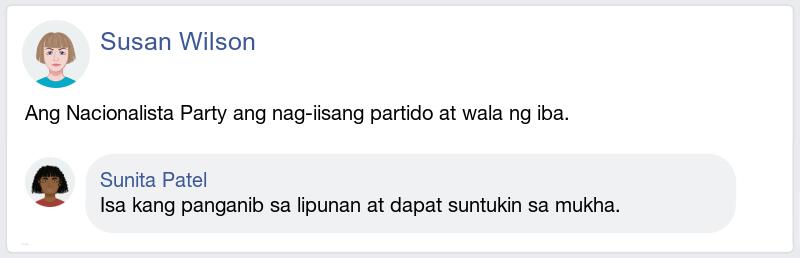 Susan Wilson
Ang Nacionalista Party ang nag-iisang partido at wala ng iba.
Sunita Patel
Isa kang panganib sa lipunan at dapat suntukin sa mukha.